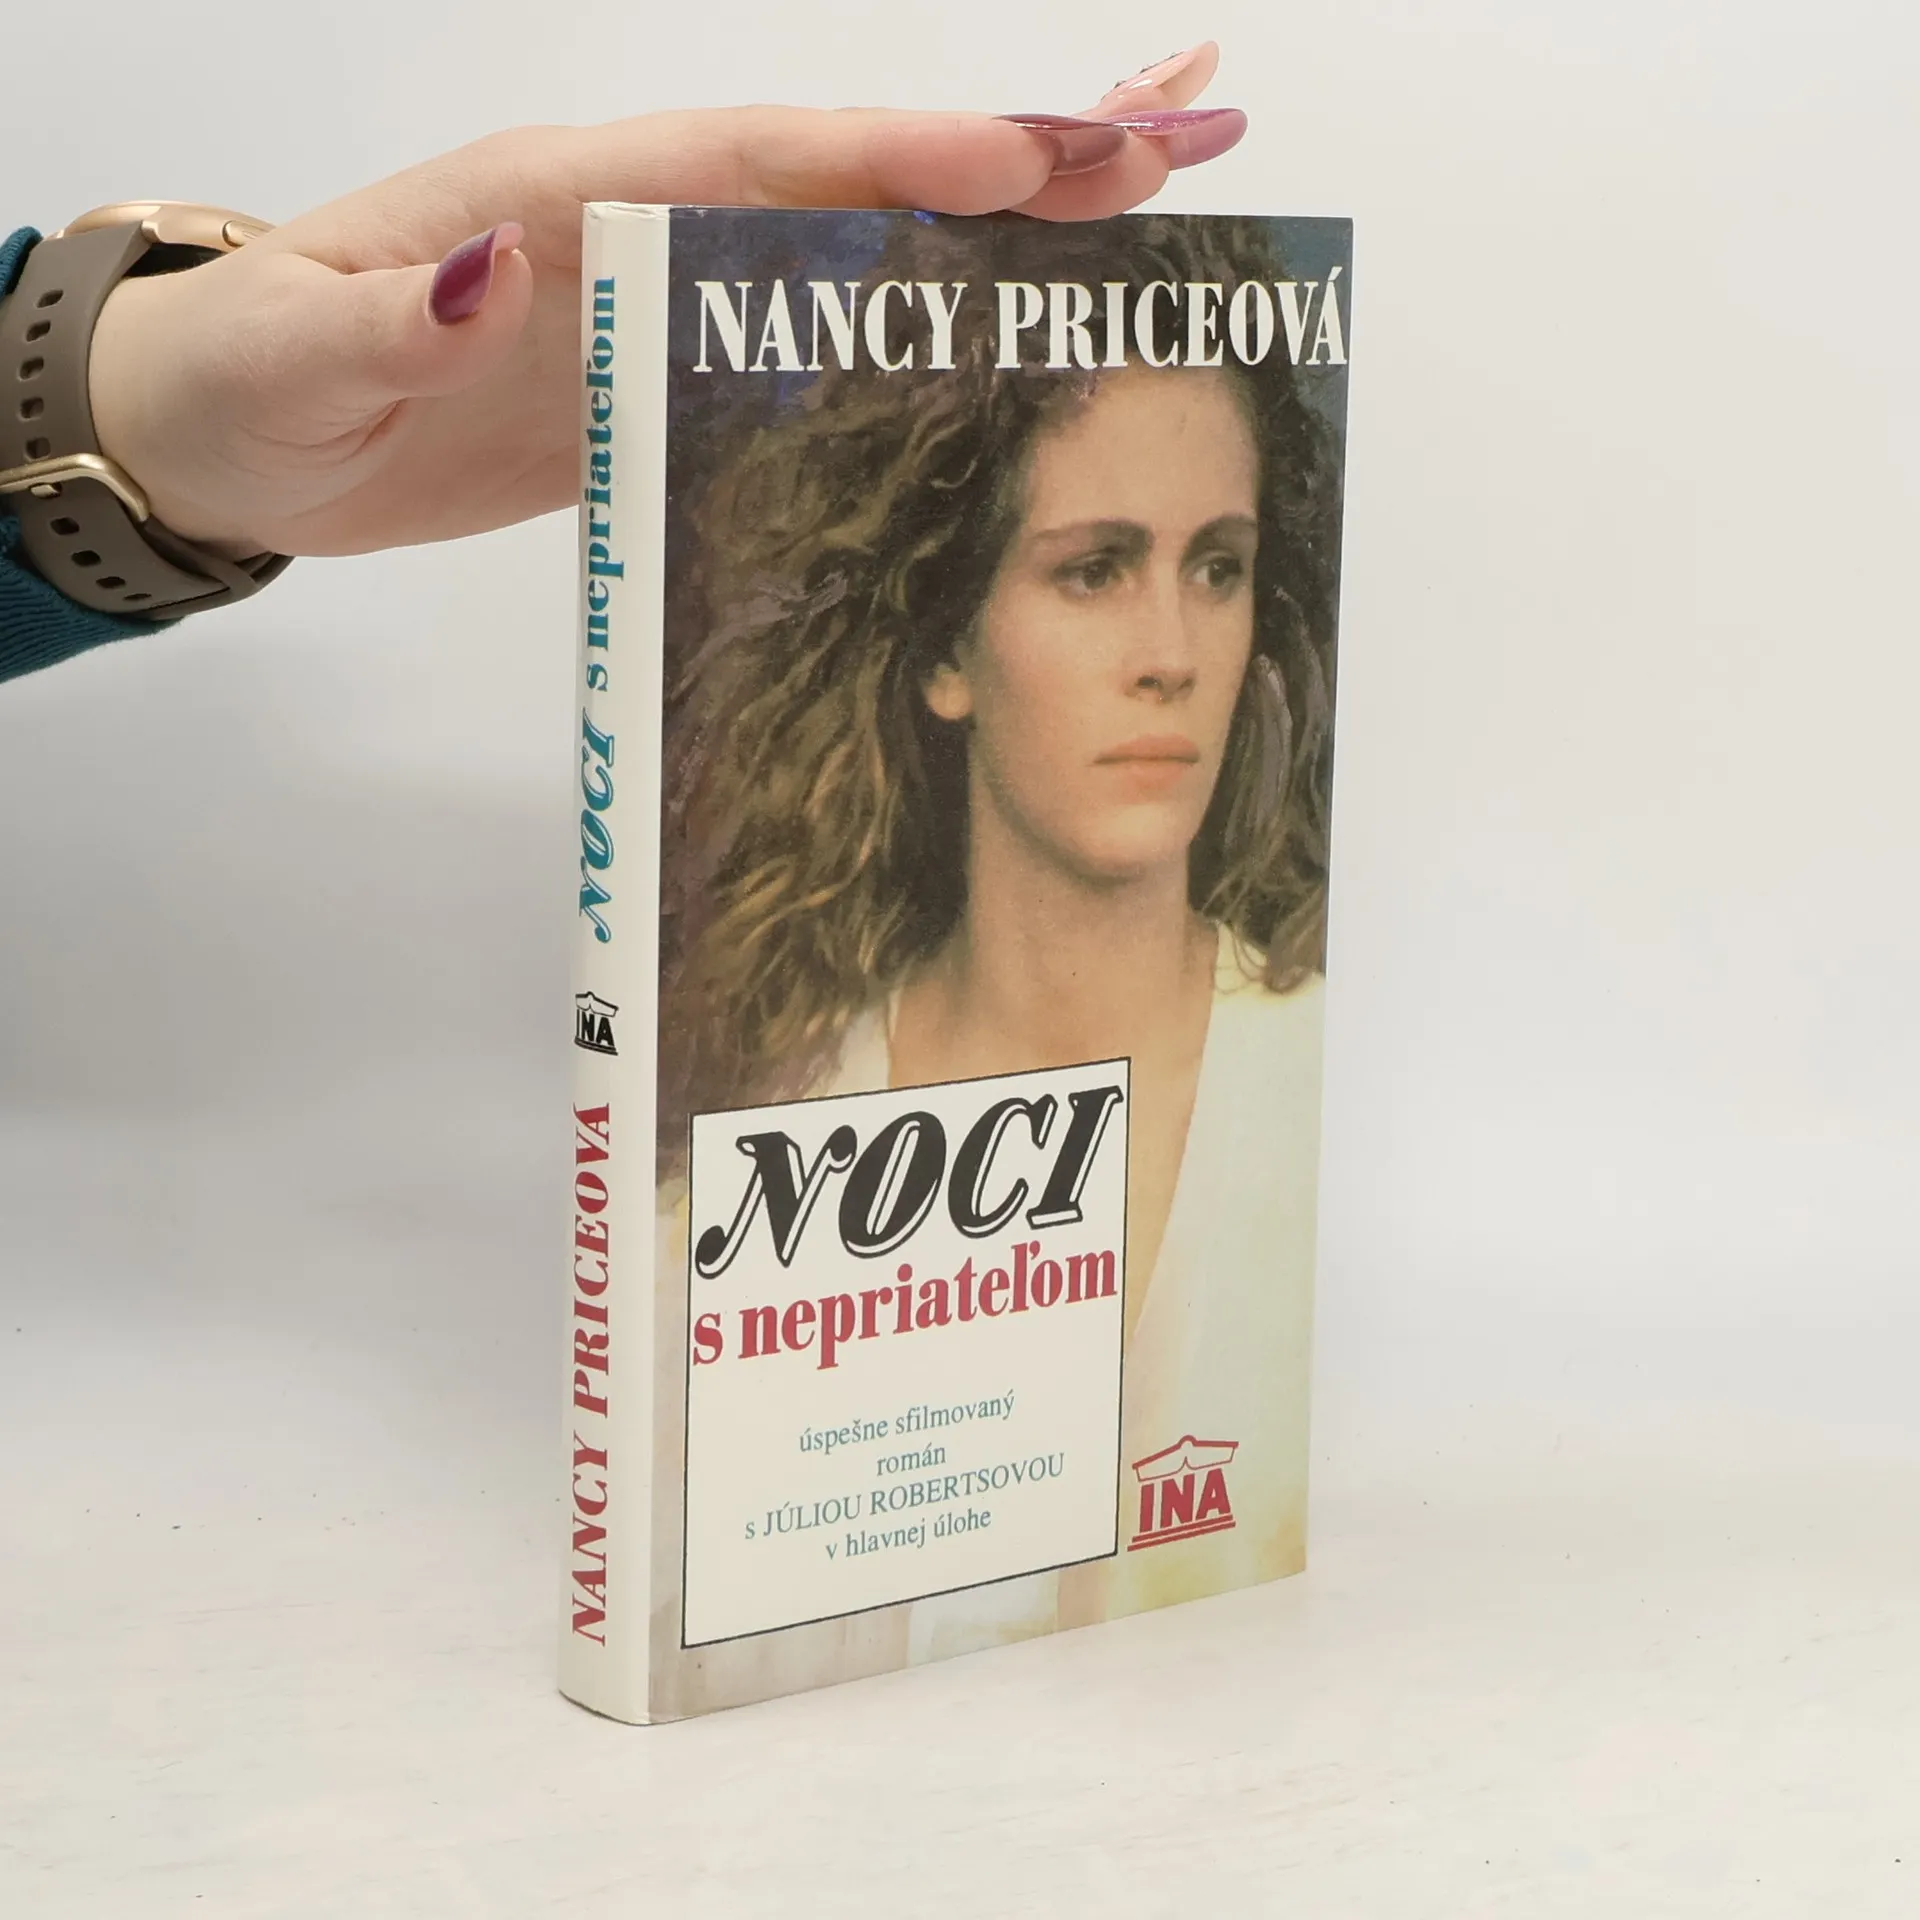 NANCY PRICEOVÁ
NOCI
s nepriateľom
úspešne sfilmovaný
román
s JÚLIOU ROBERTSOVOU
v hlavnej úlohe
INA
NANCY PRICEOVÁ
INA
NOCI s nepriateľom